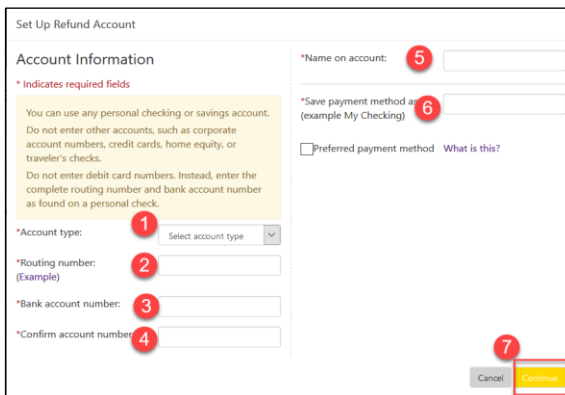 Set Up Refund Account
Account Information
* Indicates required fields
You can use any personal checking or savings account.
Do not enter other accounts, such as corporate
account numbers, credit cards, home equity, or
traveler's checks.
Do not enter debit card numbers. Instead, enter the
complete routing number and bank account number
as found on a personal check.
*Account type:
1
Select account type
*Routing number:
(Example)
2
*Bank account number:
3
*Confirm account number
4
*Name on account:
5
*Save payment method as
(example My Checking)
6
Preferred payment method What is this?
7
Cancel
Continue